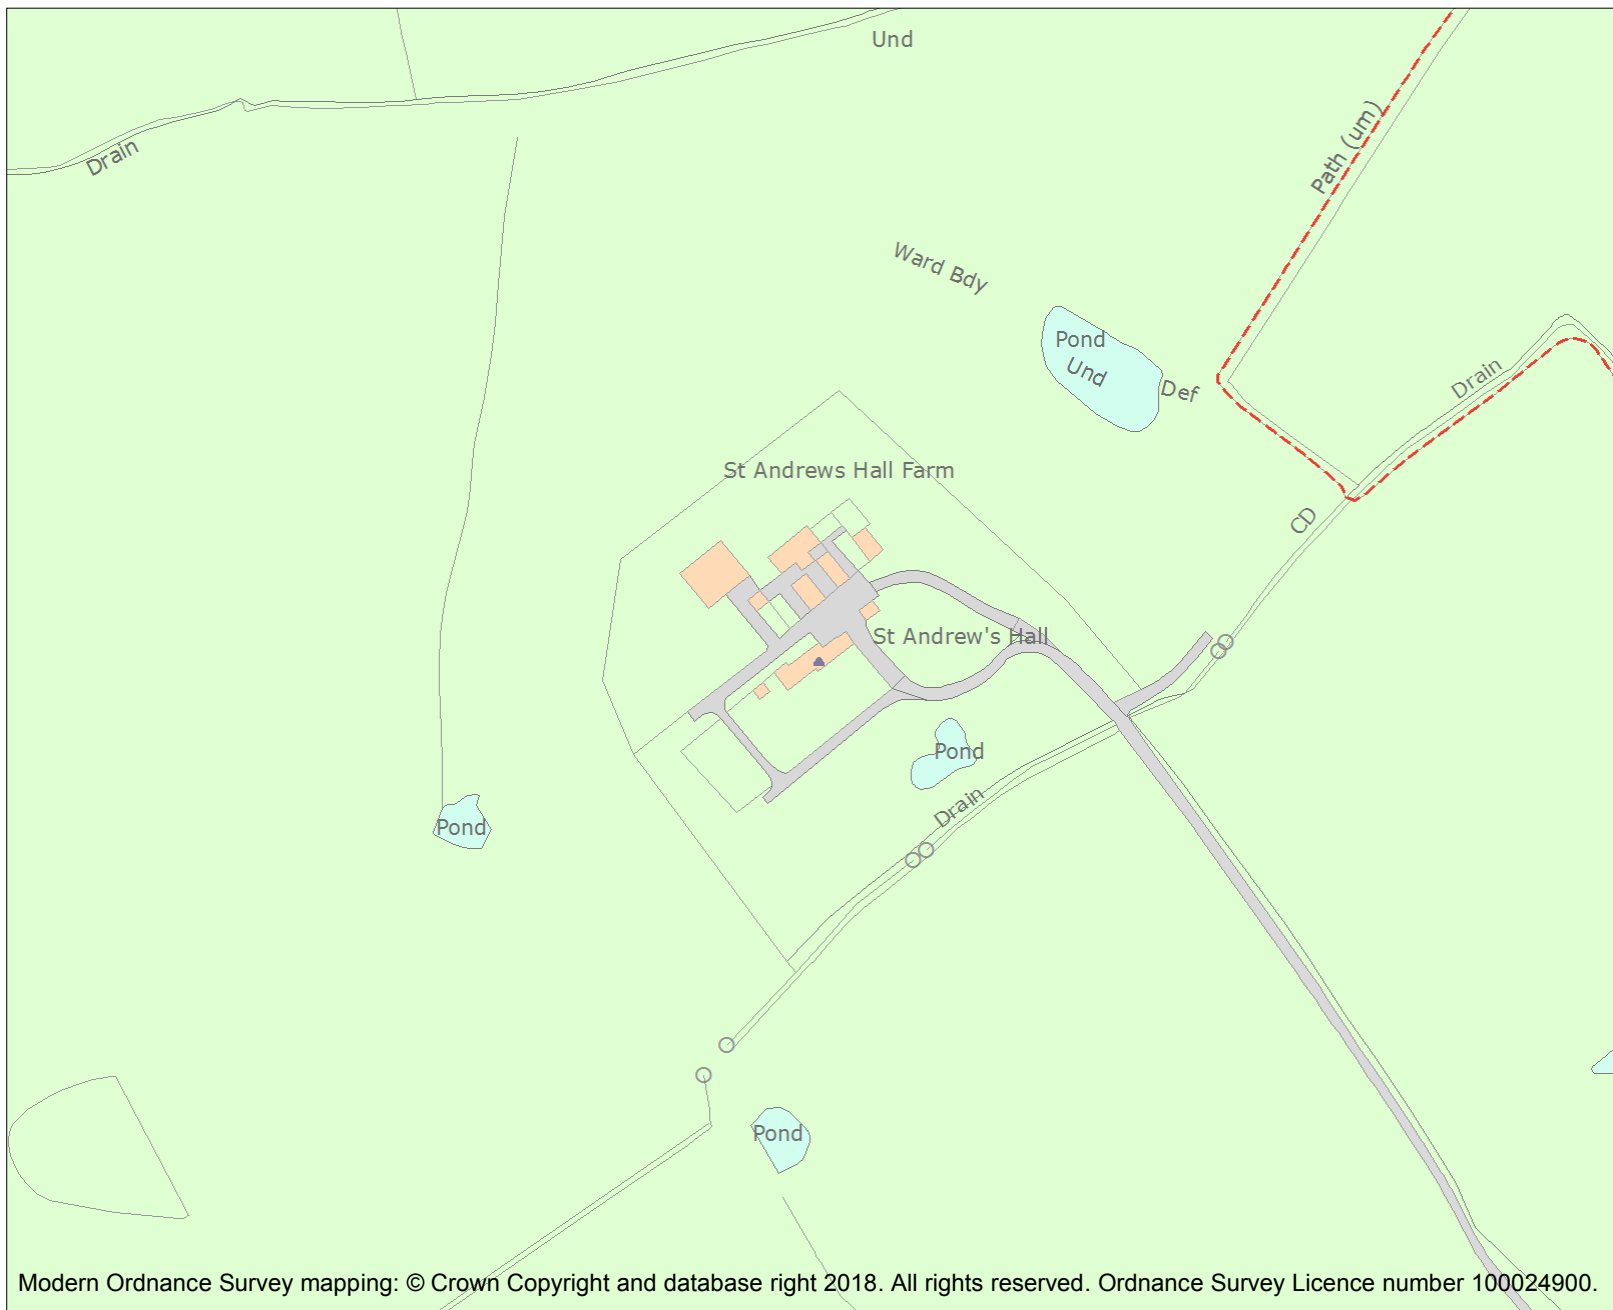 Und
Path (um)
Drain
Ward Bdy
Pond
Und
Def
Drain
St Andrews Hall Farm
CD
St Andrew's Hall
Pond
Drain
Pond
Pond
Modern Ordnance Survey mapping: © Crown Copyright and database right 2018. All rights reserved. Ordnance Survey Licence number 100024900.